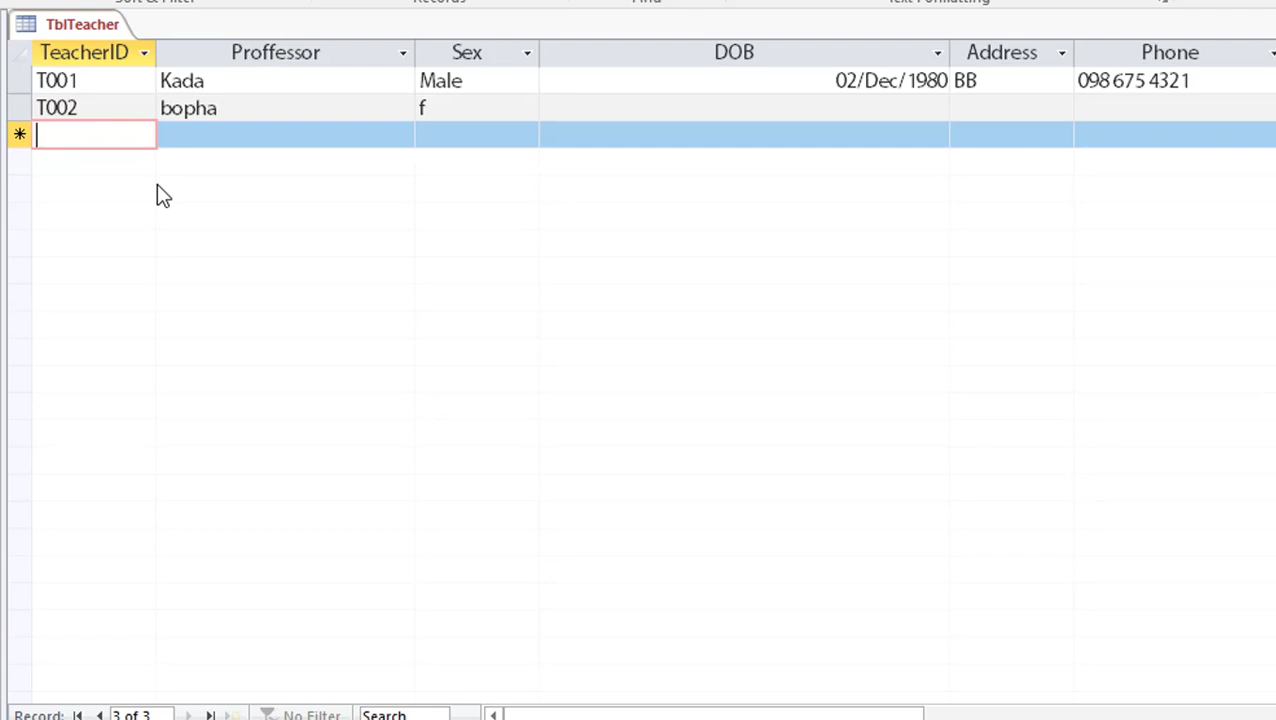 TblTeacher
TeacherID Proffessor Sex DOB Address Phone
T001 Kada Male 02/Dec/1980 BB 098 675 4321
T002 bopha f
Record: 3 of 3 No Filter Search